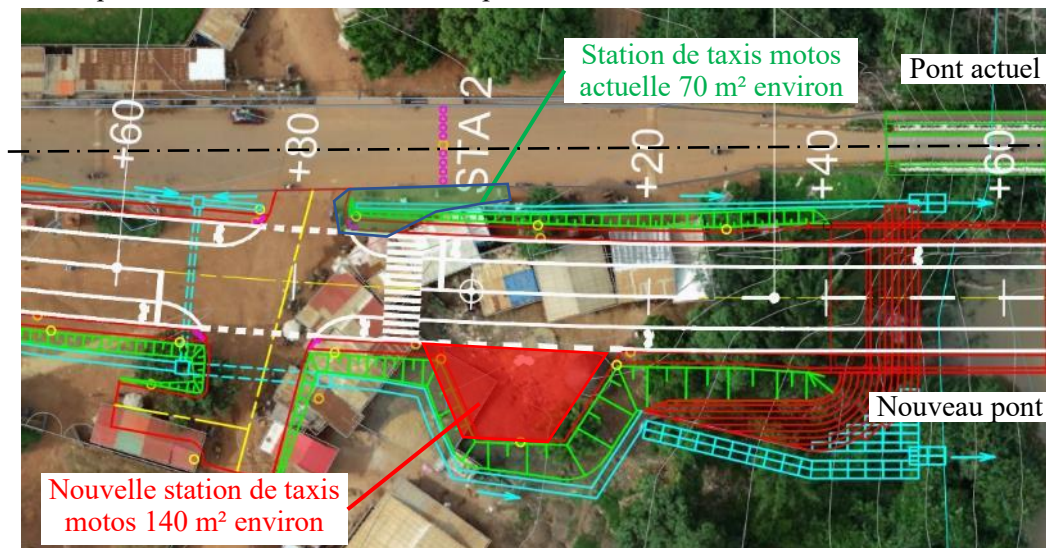 Station de taxis motos
actuelle 70 m² environ
Pont actuel
+60
+80
STA 2
+20
+40
+60
Nouveau pont
Nouvelle station de taxis
motos 140 m² environ